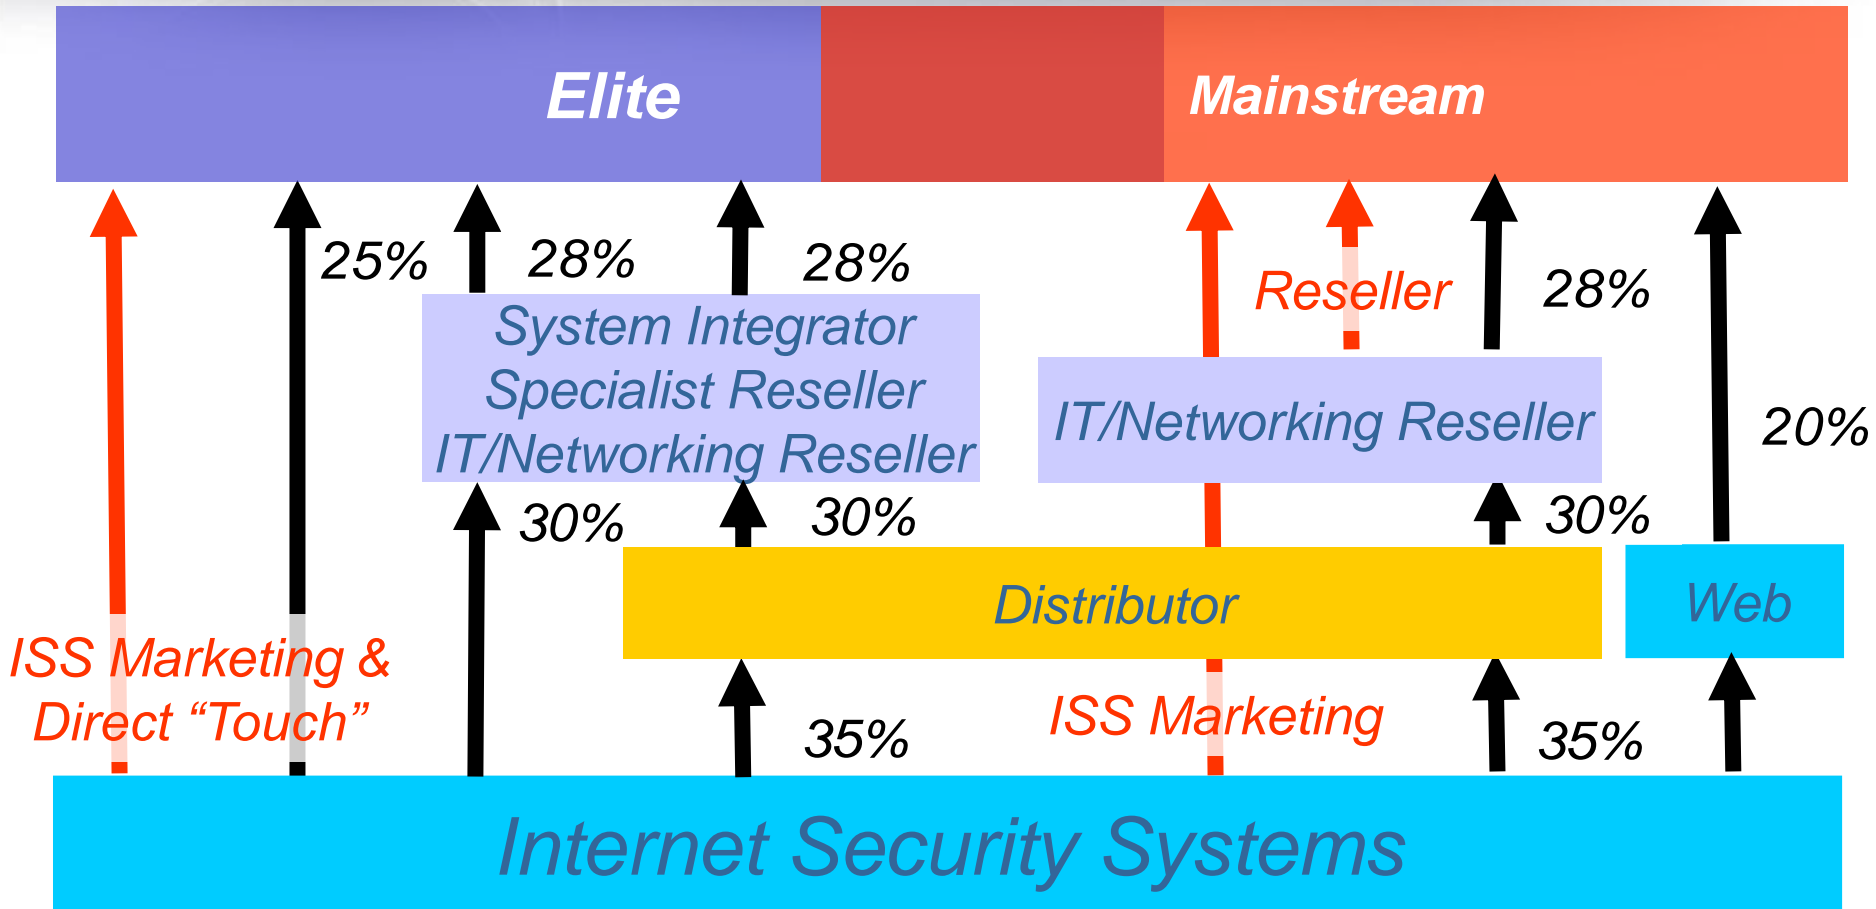 Elite
Mainstream
25%
28%
28%
Reseller
28%
System Integrator
Specialist Reseller
IT/Networking Reseller
IT/Networking Reseller
20%
30%
30%
30%
Distributor
Web
ISS Marketing &
Direct “Touch”
ISS Marketing
35%
35%
Internet Security Systems